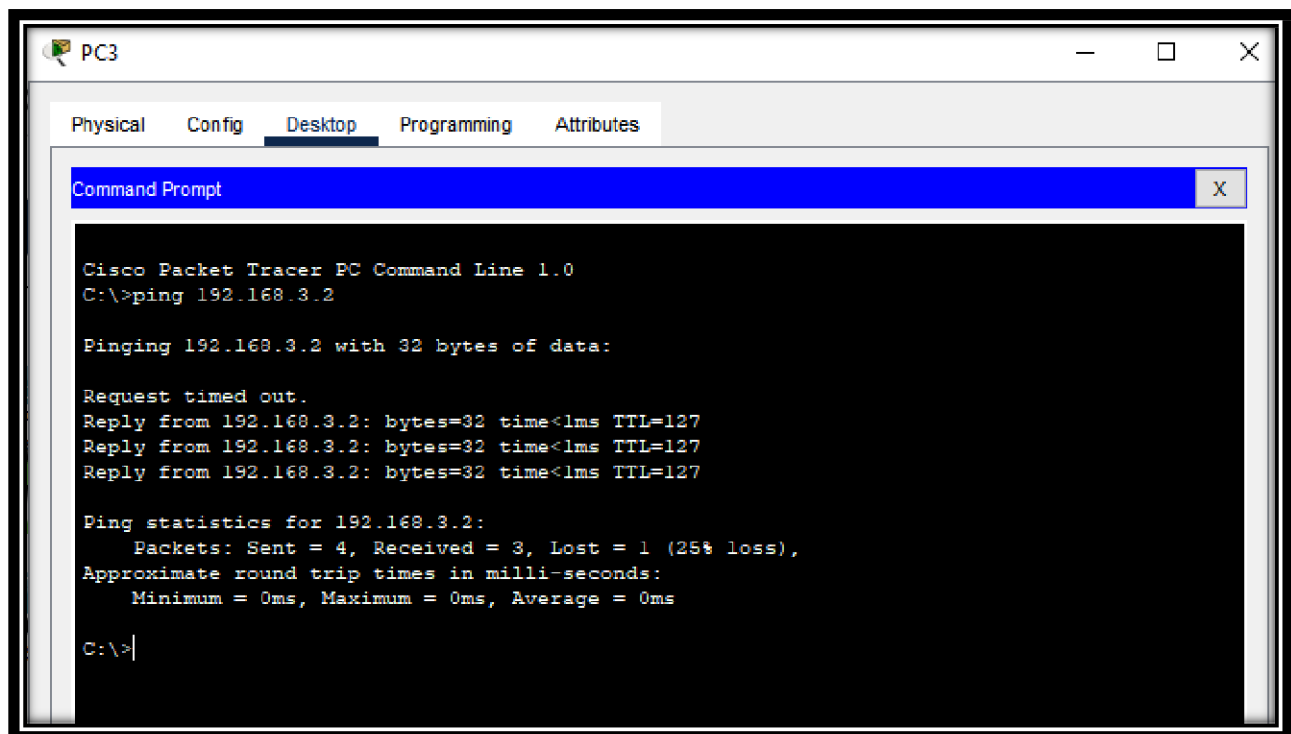 PC3
Physical Config Desktop Programming Attributes
Command Prompt
X
Cisco Packet Tracer PC Command Line 1.0
C:\>ping 192.168.3.2
Pinging 192.168.3.2 with 32 bytes of data:
Request timed out.
Reply from 192.168.3.2: bytes=32 time<1ms TTL=127
Reply from 192.168.3.2: bytes=32 time<1ms TTL=127
Reply from 192.168.3.2: bytes=32 time<1ms TTL=127
Ping statistics for 192.168.3.2:
Packets: Sent = 4, Received = 3, Lost = 1 (25% loss),
Approximate round trip times in milli-seconds:
Minimum = 0ms, Maximum = 0ms, Average = 0ms
C:\>